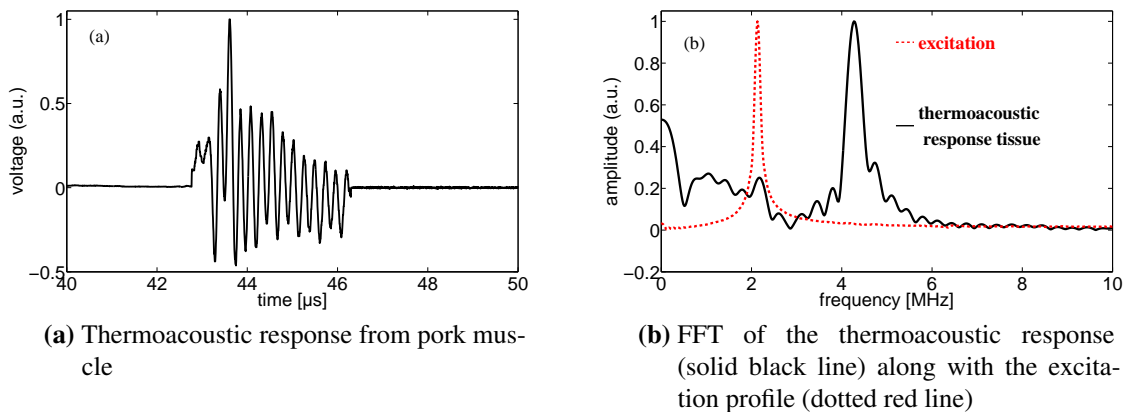 (a)
voltage (a.u.)
1
0.5
0
−0.5
40 42 44 46 48 50
time [µs]
(a) Thermoacoustic response from pork mus-
cle
(b)
excitation
thermoacoustic
response tissue
amplitude (a.u.)
1
0.8
0.6
0.4
0.2
0
−0.2
0 2 4 6 8 10
frequency [MHz]
(b) FFT of the thermoacoustic response
(solid black line) along with the excita-
tion profile (dotted red line)